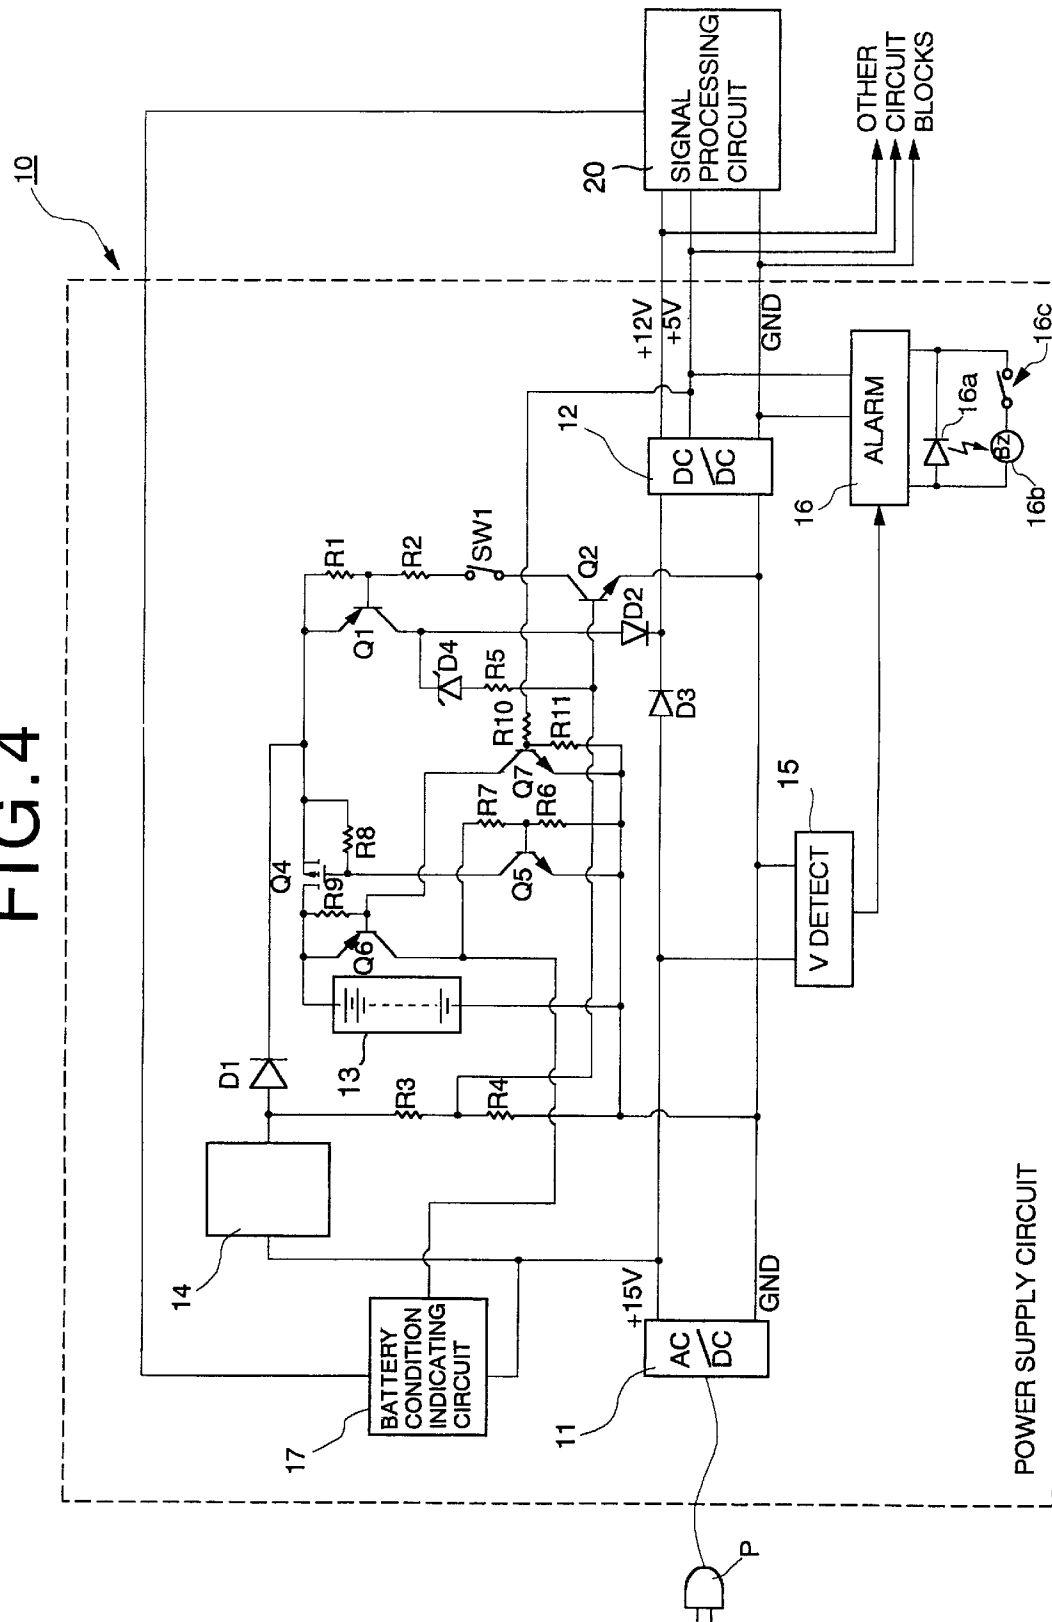 FIG.4
10
D1
14
17
BATTERY
CONDITION
INDICATING
CIRCUIT
13
Q6
R9
Q4
R8
R3
R4
Q5
R7
R6
Q7
R10
R11
D4
R5
Q1
R1
R2
SW1
Q2
D2
D3
11
AC
/DC
+15V
GND
12
DC
/DC
+12V
+5V
GND
20
SIGNAL
PROCESSING
CIRCUIT
OTHER
CIRCUIT
BLOCKS
15
V DETECT
16
ALARM
16a
Bz
16b
16c
P
POWER SUPPLY CIRCUIT